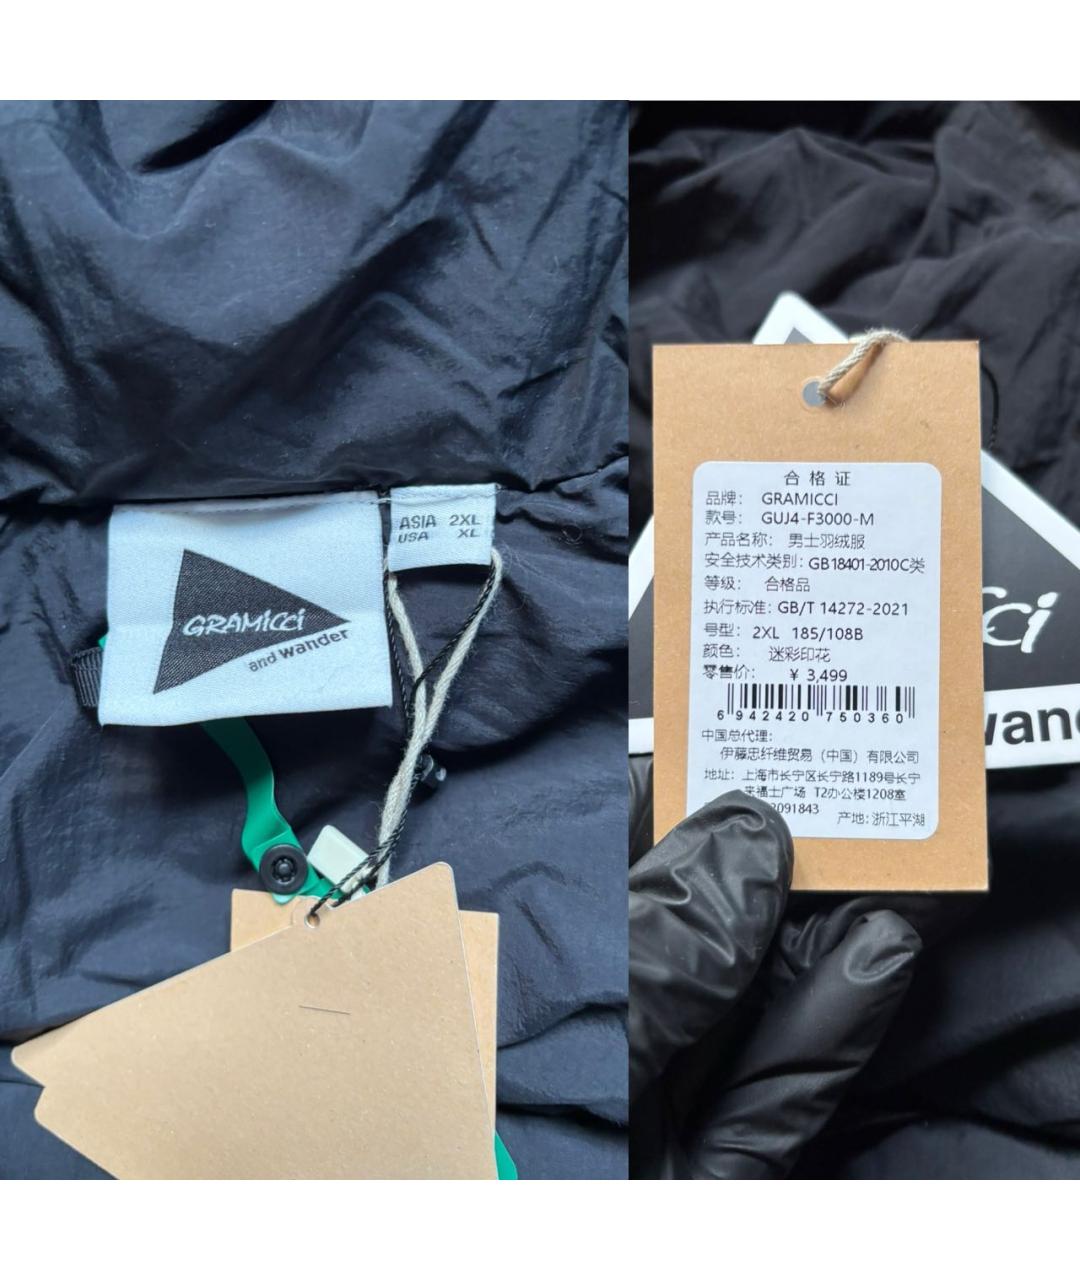 GRAMICCI
and wander
ASIA 2XL
USA XL
合格证
品牌: GRAMICCI
款号: GUJ4-F3000-M
产品名称: 男士羽绒服
安全技术类别: GB18401-2010C类
等级: 合格品
执行标准: GB/T 14272-2021
号型: 2XL 185/108B
颜色: 迷彩印花
零售价: ¥ 3,499
6 942420 750360
中国总代理:
伊藤忠纤维贸易（中国）有限公司
地址: 上海市长宁区长宁路1189号长宁
来福士广场 T2办公楼1208室
2091843
产地: 浙江平湖